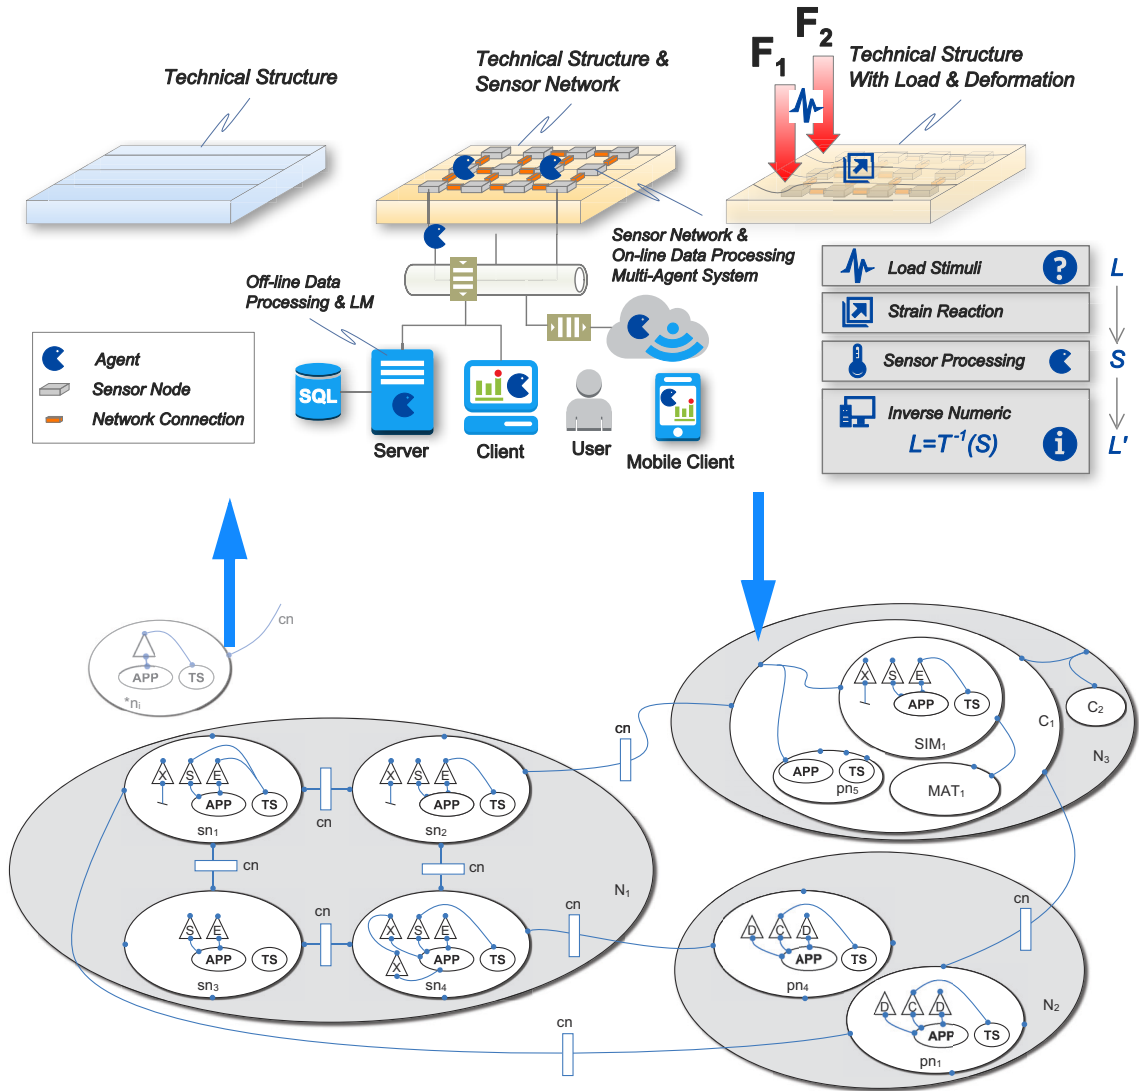 Technical Structure
Technical Structure &
Sensor Network
F1
F2
Technical Structure
With Load & Deformation
Sensor Network &
On-line Data Processing
Multi-Agent System
Off-line Data
Processing & LM
Agent
Sensor Node
Network Connection
SQL
Server
Client
User
Mobile Client
Load Stimuli
?
L
Strain Reaction
Sensor Processing
S
Inverse Numeric
L=T-1(S)
i
L'
cn
APP
TS
*ni
X
S
E
APP
TS
sn1
cn
X
S
E
APP
TS
sn2
cn
cn
cn
N1
S
E
APP
TS
sn3
cn
X
S
E
X
APP
TS
sn4
cn
X
S
E
APP
TS
SIM1
C1
C2
N3
APP
TS
pn5
MAT1
D
C
D
APP
TS
pn4
cn
D
C
D
APP
TS
pn1
N2
cn